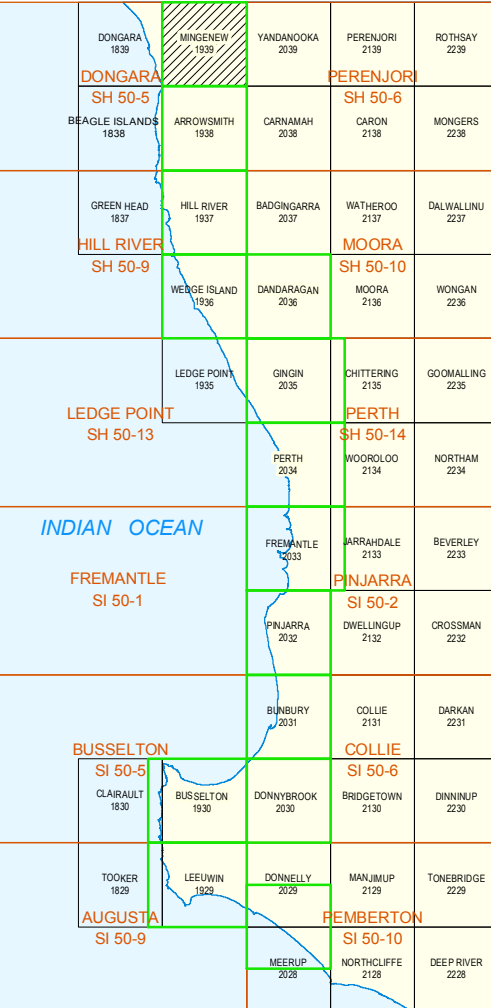 DONGARA
1839
MINGENEW
1939
YANDANOOKA
2039
PERENJORI
2139
ROTHSAY
2239
DONGARA
SH 50-5
PERENJORI
SH 50-6
BEAGLE ISLANDS
1838
ARROWSMITH
1938
CARNAMAH
2038
CARON
2138
MONGERS
2238
GREEN HEAD
1837
HILL RIVER
1937
BADGINGARRA
2037
WATHEROO
2137
DALWALLINU
2237
HILL RIVER
SH 50-9
MOORA
SH 50-10
WEDGE ISLAND
1936
DANDARAGAN
2036
MOORA
2136
WONGAN
2236
LEDGE POINT
1935
GINGIN
2035
CHITTERING
2135
GOOMALLING
2235
LEDGE POINT
SH 50-13
PERTH
SH 50-14
PERTH
2034
WOOROLOO
2134
NORTHAM
2234
INDIAN OCEAN
FREMANTLE
2033
JARRAHDALE
2133
BEVERLEY
2233
FREMANTLE
SI 50-1
PINJARRA
SI 50-2
PINJARRA
2032
DWELLINGUP
2132
CROSSMAN
2232
BUNBURY
2031
COLLIE
2131
DARKAN
2231
BUSSELTON
SI 50-5
COLLIE
SI 50-6
CLAIRAULT
1830
BUSSELTON
1930
DONNYBROOK
2030
BRIDGETOWN
2130
DINNINUP
2230
TOOKER
1829
LEEUWIN
1929
DONNELLY
2029
MANJIMUP
2129
TONEBRIDGE
2229
AUGUSTA
SI 50-9
PEMBERTON
SI 50-10
MEERUP
2028
NORTHCLIFFE
2128
DEEP RIVER
2228